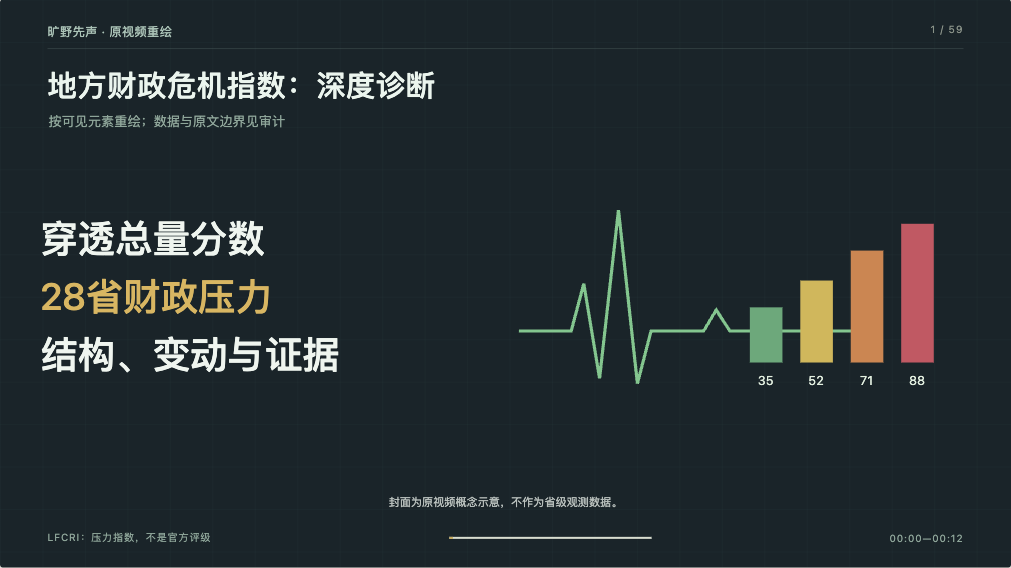 旷野先声 · 原视频重绘
1 / 59
地方财政危机指数：深度诊断
按可见元素重绘；数据与原文边界见审计
穿透总量分数
28省财政压力
结构、变动与证据
35 52 71 88
封面为原视频概念示意，不作为省级观测数据。
LFCRI：压力指数，不是官方评级
00:00—00:12